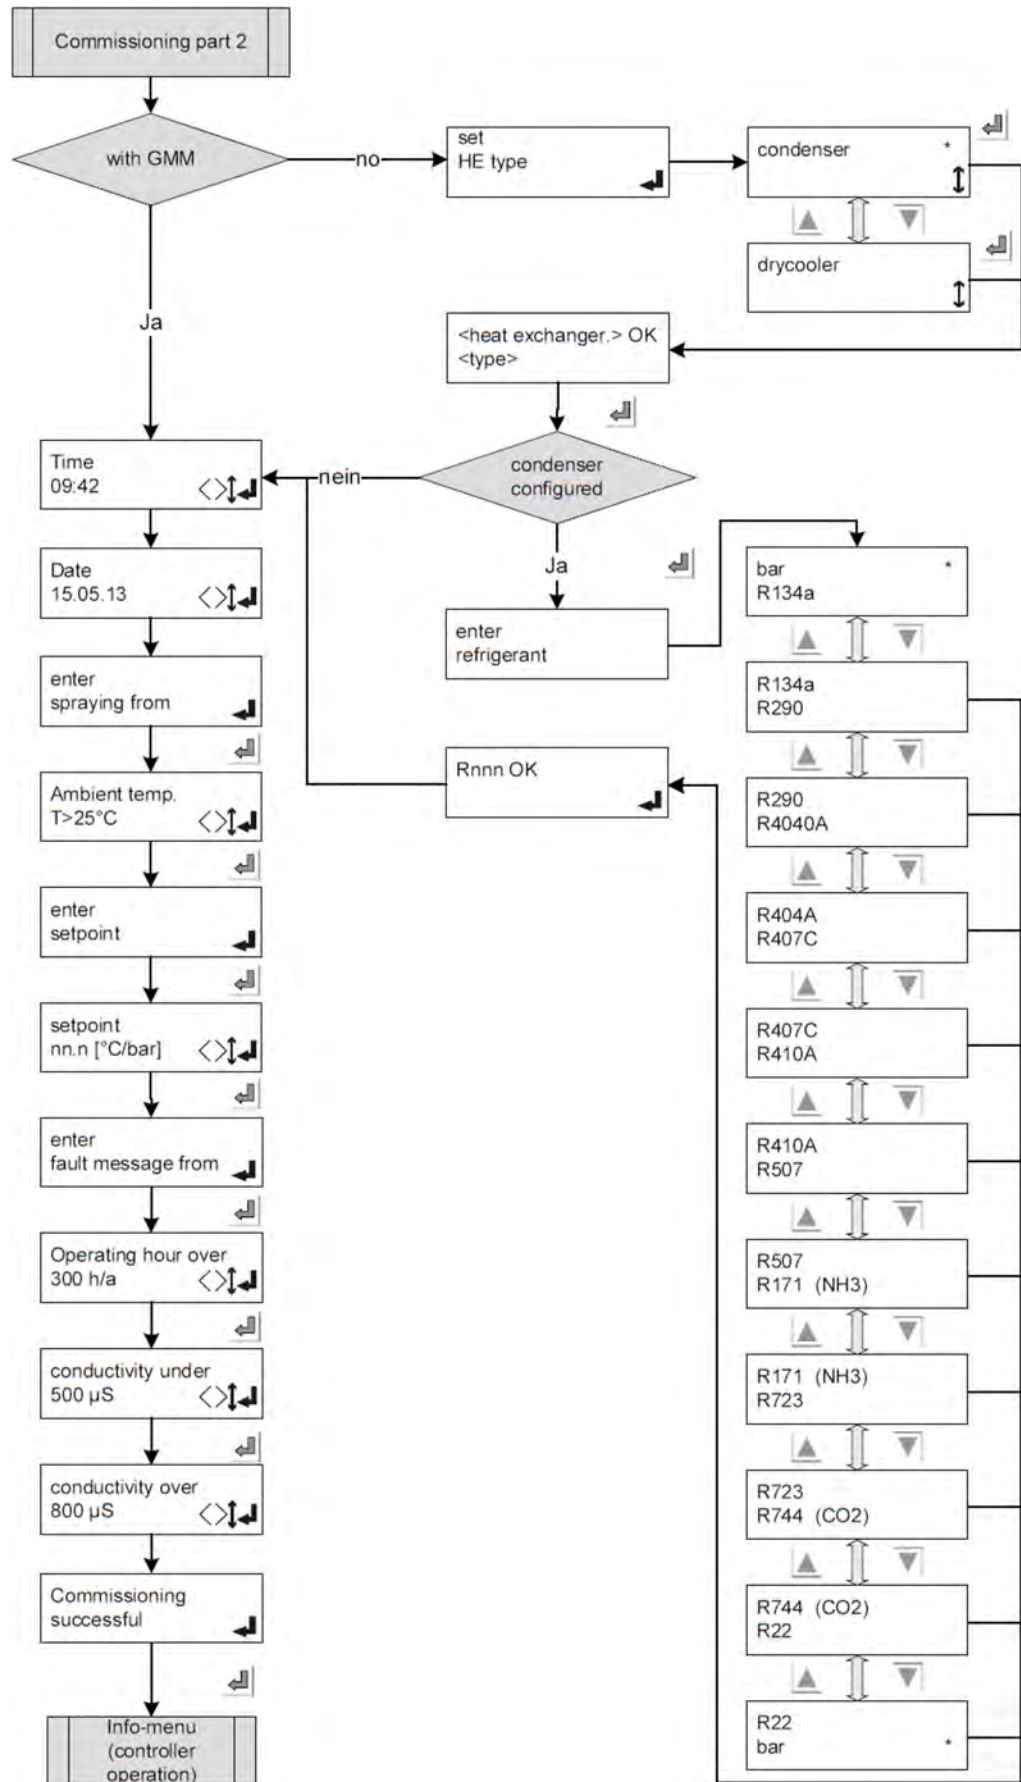 Commissioning part 2
with GMM
no
set
HE type
condenser *
drycooler
Ja
<heat exchanger.> OK
<type>
condenser
configured
nein
Ja
enter
refrigerant
Rnnn OK
Time
09:42
Date
15.05.13
enter
spraying from
Ambient temp.
T>25°C
enter
setpoint
setpoint
nn.n [°C/bar]
enter
fault message from
Operating hour over
300 h/a
conductivity under
500 µS
conductivity over
800 µS
Commissioning
successful
Info-menu
(controller
operation)
bar *
R134a
R134a
R290
R290
R4040A
R404A
R407C
R407C
R410A
R410A
R507
R507
R171 (NH3)
R171 (NH3)
R723
R723
R744 (CO2)
R744 (CO2)
R22
R22
bar *